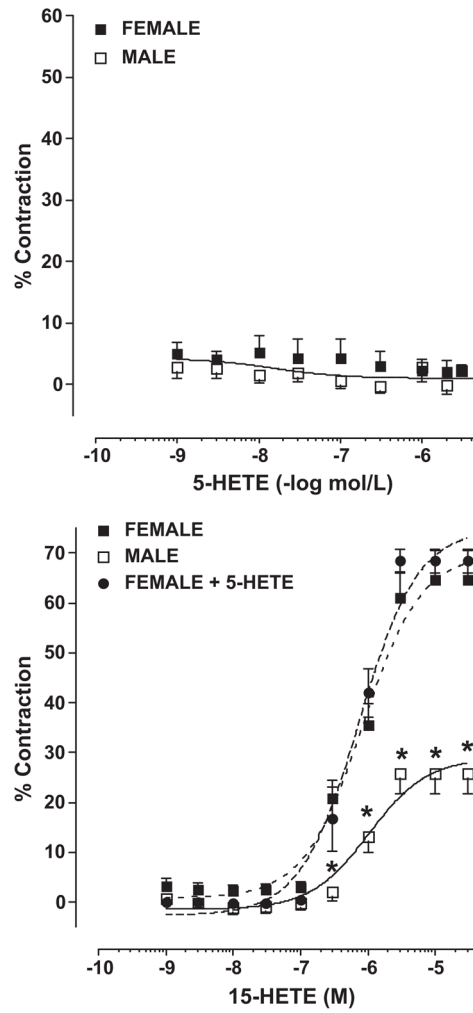 60
50
40
30
20
10
0
% Contraction
FEMALE
MALE
-10 -9 -8 -7 -6
5-HETE (-log mol/L)
70
60
50
40
30
20
10
0
% Contraction
FEMALE
MALE
FEMALE + 5-HETE
* * * * *
-10 -9 -8 -7 -6 -5
15-HETE (M)